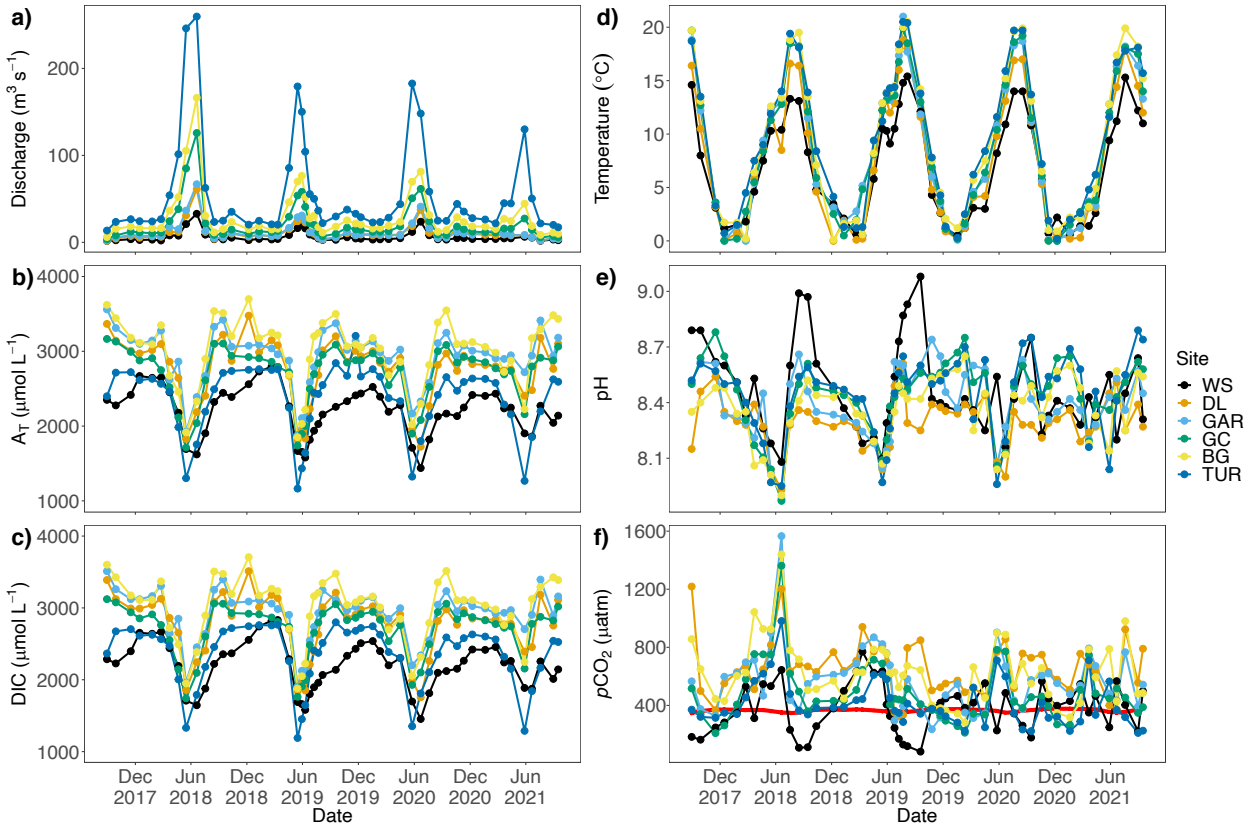 a)
Discharge (m³ s⁻¹)
200
100
0
b)
A_T (μmol L⁻¹)
4000
3000
2000
1000
c)
DIC (μmol L⁻¹)
4000
3000
2000
1000
Dec
2017
Jun
2018
Dec
2018
Jun
2019
Dec
2019
Jun
2020
Dec
2020
Jun
2021
Date
d)
Temperature (°C)
20
15
10
5
0
e)
pH
9.0
8.7
8.4
8.1
f)
pCO₂ (μatm)
1600
1200
800
400
Dec
2017
Jun
2018
Dec
2018
Jun
2019
Dec
2019
Jun
2020
Dec
2020
Jun
2021
Date
Site
WS
DL
GAR
GC
BG
TUR